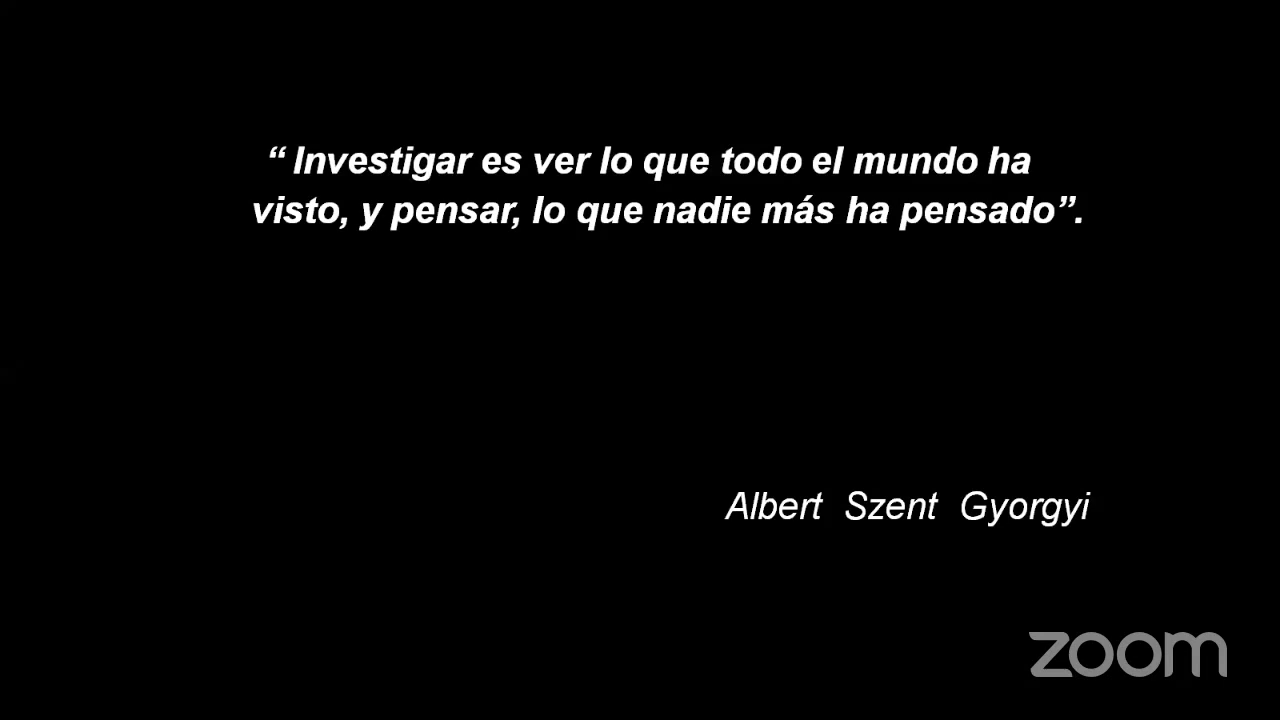 “ Investigar es ver lo que todo el mundo ha
visto, y pensar, lo que nadie más ha pensado”.
Albert Szent Gyorgyi
zoom